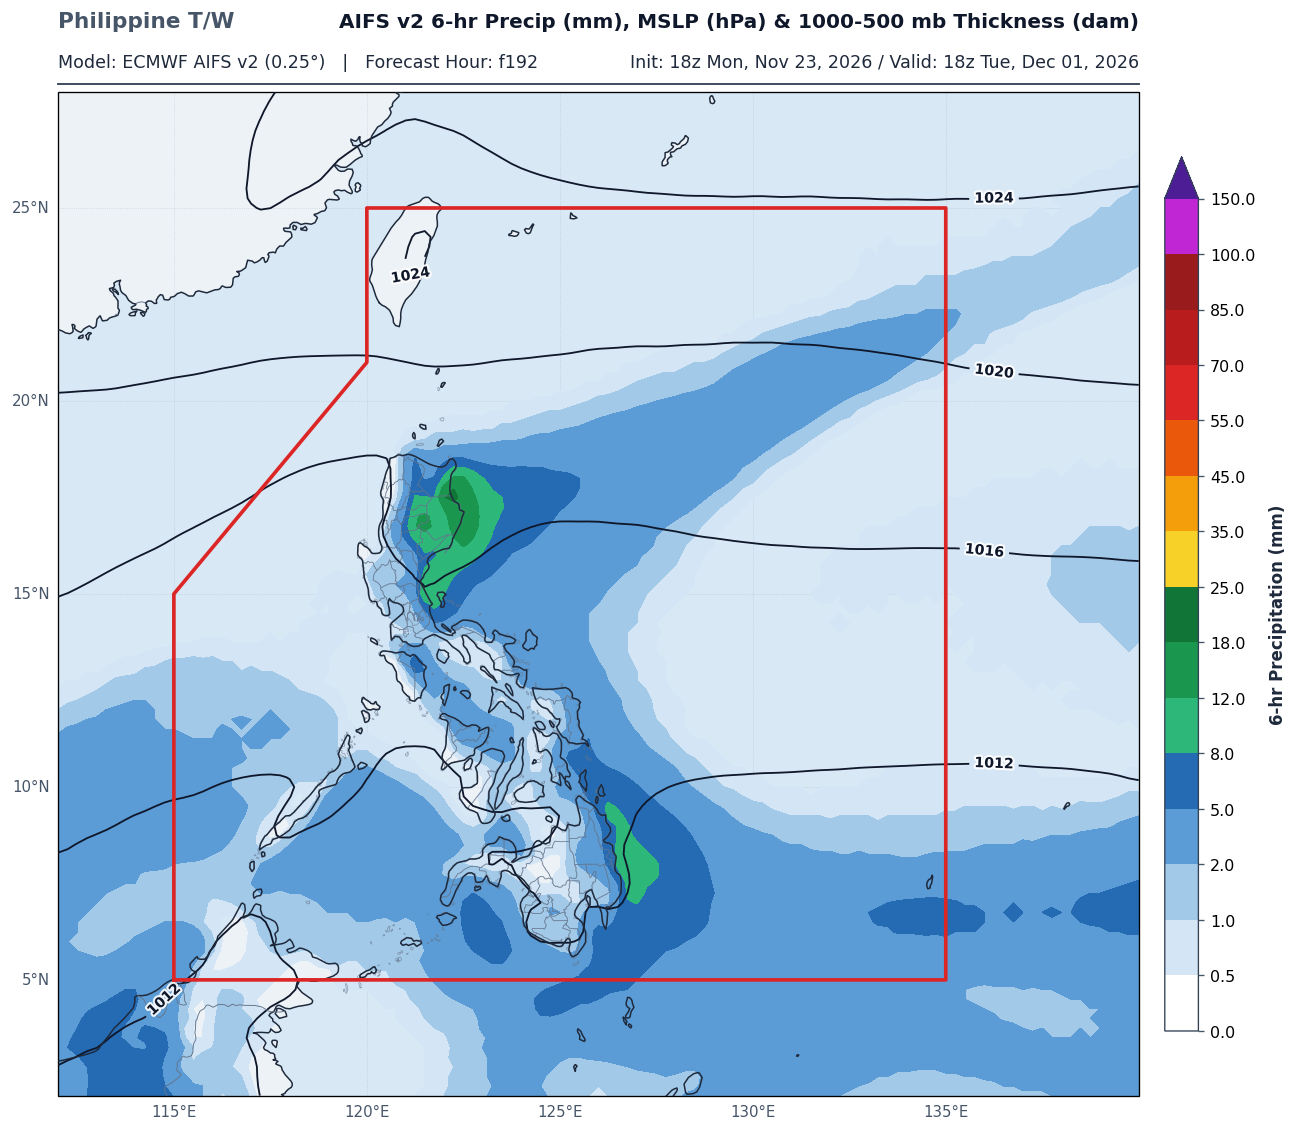 Philippine T/W
AIFS v2 6-hr Precip (mm), MSLP (hPa) & 1000-500 mb Thickness (dam)
Model: ECMWF AIFS v2 (0.25°) | Forecast Hour: f192
Init: 18z Mon, Nov 23, 2026 / Valid: 18z Tue, Dec 01, 2026
25°N
20°N
15°N
10°N
5°N
1024
1024
1020
1016
1012
1012
115°E
120°E
125°E
130°E
135°E
150.0
100.0
85.0
70.0
55.0
45.0
35.0
25.0
18.0
12.0
8.0
5.0
2.0
1.0
0.5
0.0
6-hr Precipitation (mm)